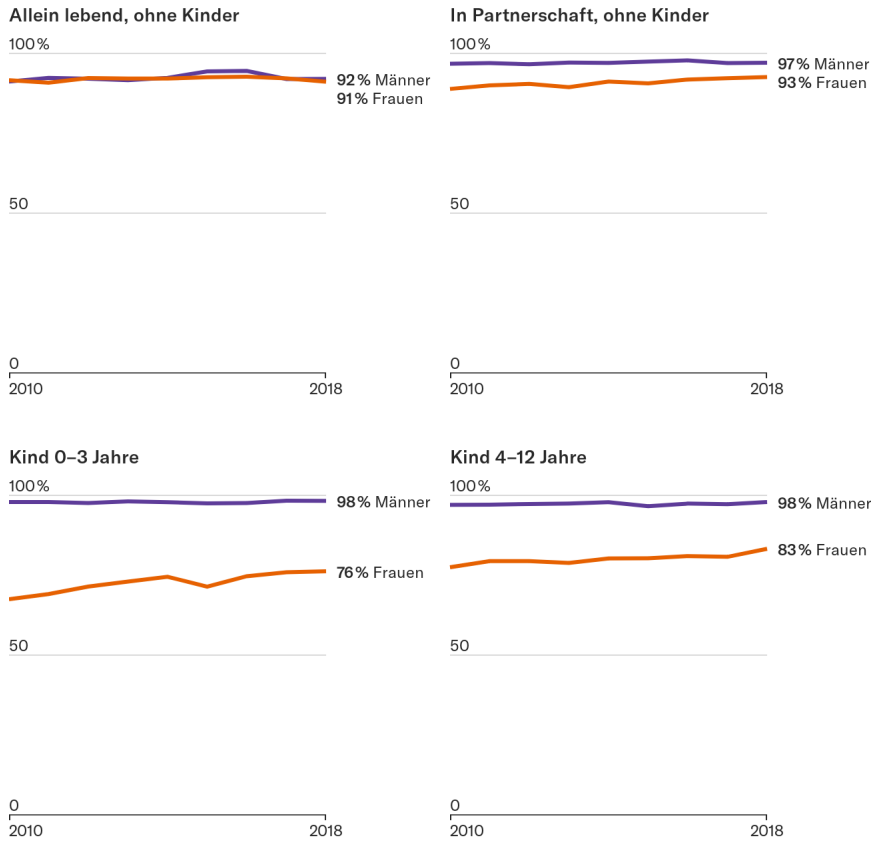 Allein lebend, ohne Kinder
100 %
92 % Männer
91 % Frauen
50
0
2010 2018
In Partnerschaft, ohne Kinder
100 %
97 % Männer
93 % Frauen
50
0
2010 2018
Kind 0–3 Jahre
100 %
98 % Männer
76 % Frauen
50
0
2010 2018
Kind 4–12 Jahre
100 %
98 % Männer
83 % Frauen
50
0
2010 2018